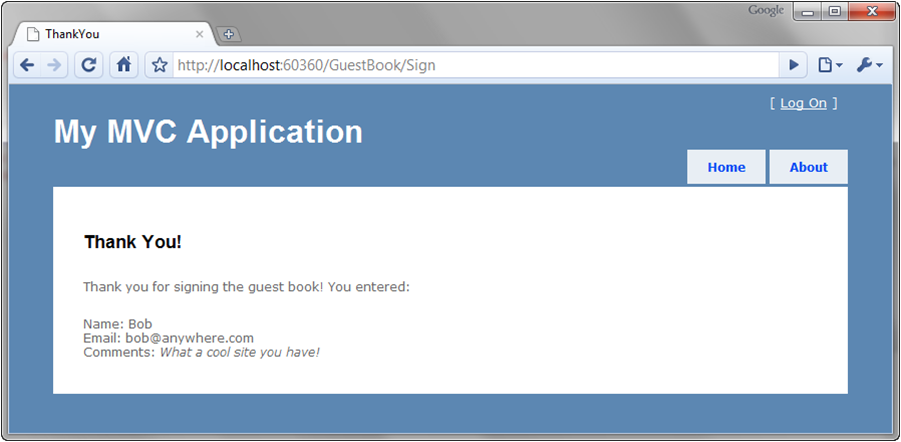 Google
ThankYou
http://localhost:60360/GuestBook/Sign
[ Log On ]
My MVC Application
Home
About
Thank You!
Thank you for signing the guest book! You entered:
Name: Bob
Email: bob@anywhere.com
Comments: What a cool site you have!